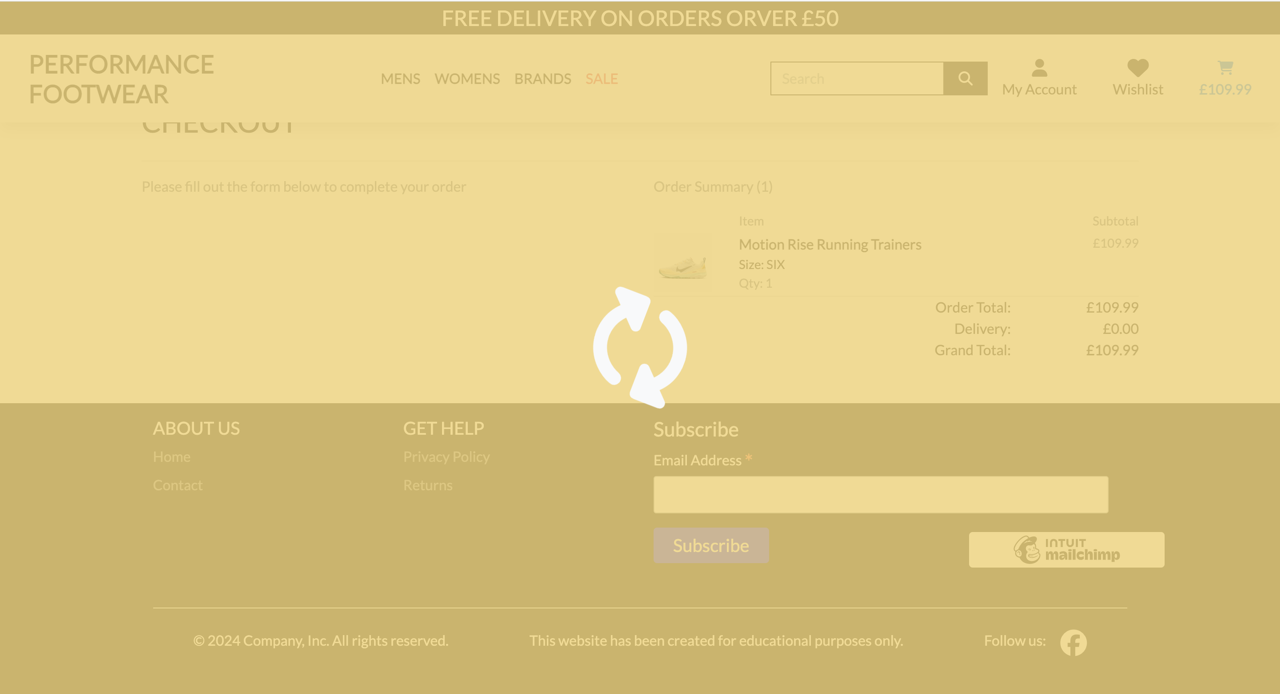 FREE DELIVERY ON ORDERS ORVER £50
PERFORMANCE
FOOTWEAR
MENS WOMENS BRANDS SALE
Search
My Account
Wishlist
£109.99
CHECKOUT
Please fill out the form below to complete your order
Order Summary (1)
Item Subtotal
Motion Rise Running Trainers £109.99
Size: SIX
Qty: 1
Order Total: £109.99
Delivery: £0.00
Grand Total: £109.99
ABOUT US
Home
Contact
GET HELP
Privacy Policy
Returns
Subscribe
Email Address *
Subscribe
INTUIT
mailchimp
© 2024 Company, Inc. All rights reserved.
This website has been created for educational purposes only.
Follow us: